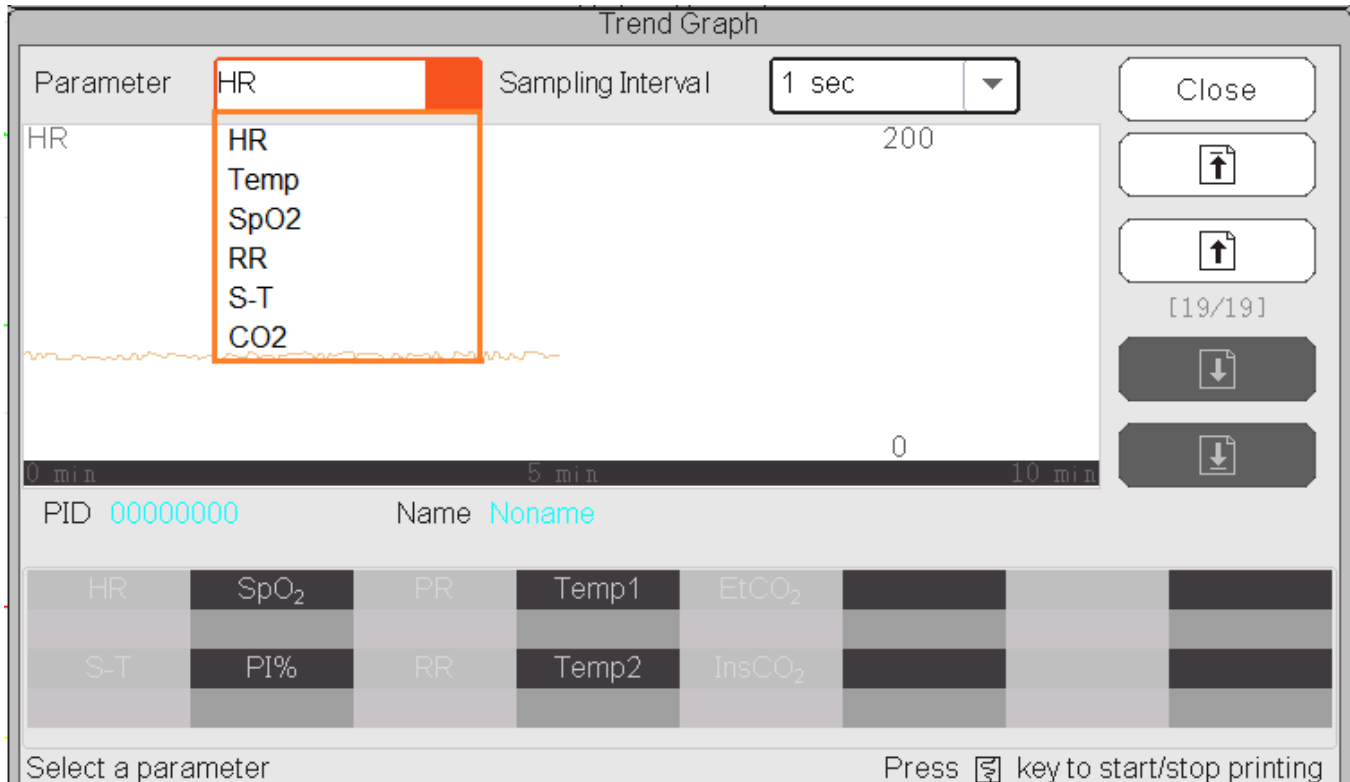 Trend Graph
Parameter HR Sampling Interval 1 sec Close
HR 200
HR
Temp
SpO2
RR
S-T
CO2
[19/19]
0
0 min 5 min 10 min
PID 00000000 Name Noname
HR SpO₂ PR Temp1 EtCO₂
S-T PI% RR Temp2 InsCO₂
Select a parameter Press key to start/stop printing